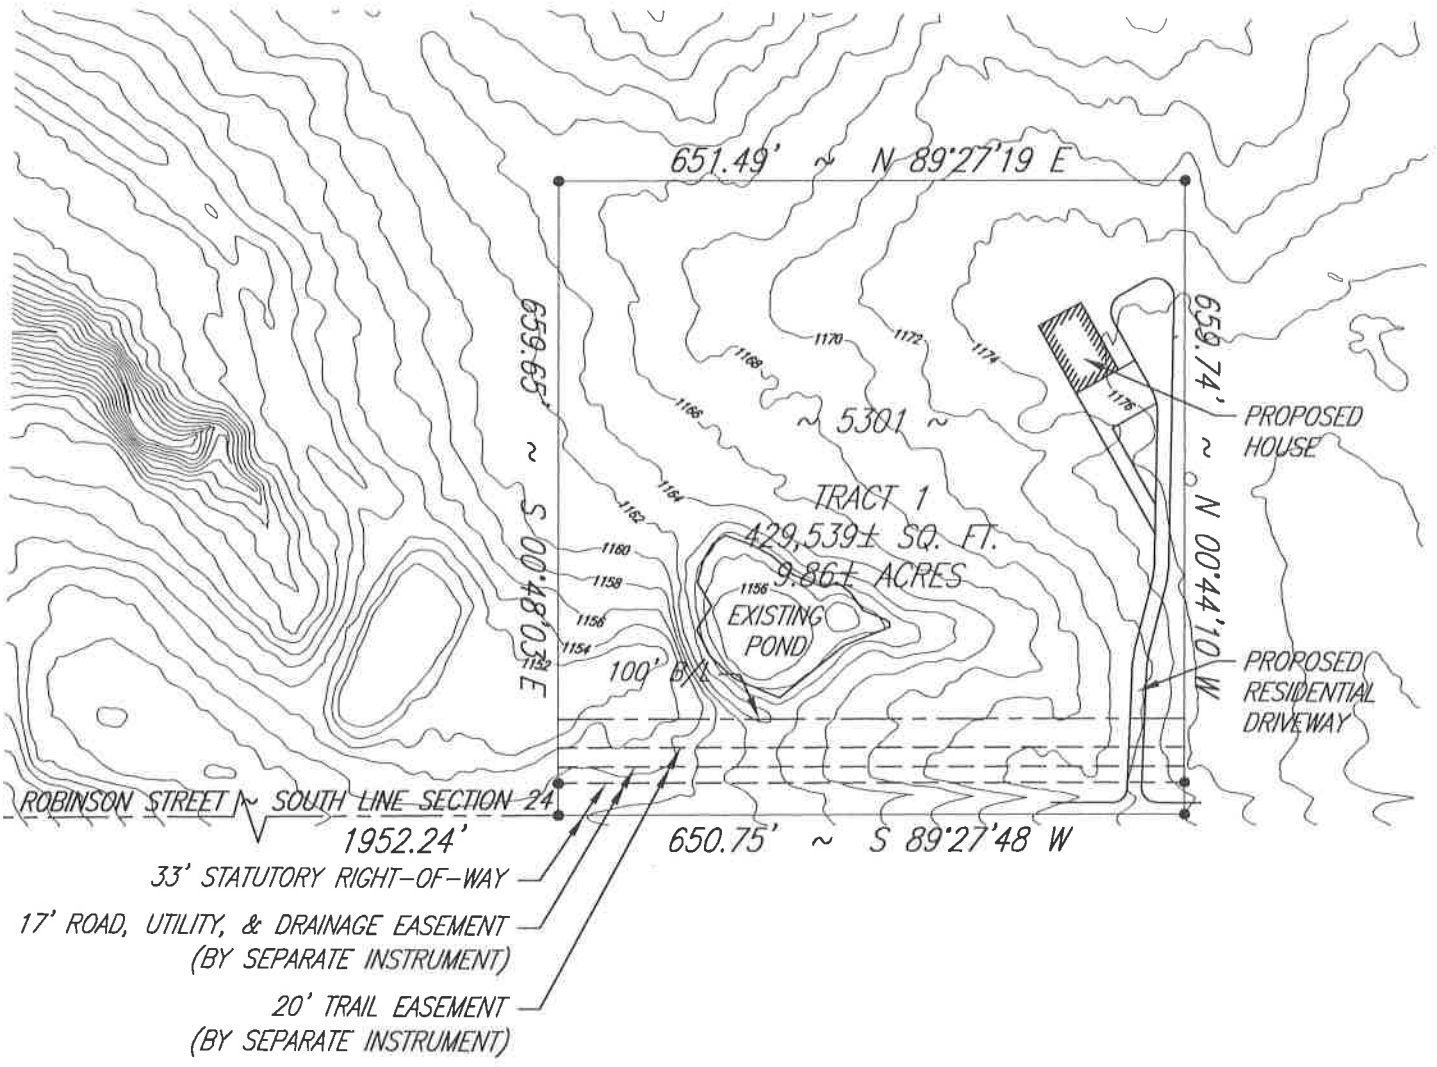 651.49' ~ N 89°27'19 E
659.65' ~ S 00°48'03 E
659.74' ~ N 00°44'10 W
1170
1172
1174
1168
1176
1166
~ 5301 ~
PROPOSED
HOUSE
1164
1162
TRACT 1
429,539± SQ. FT.
9.86± ACRES
1160
1158
1156
1156
1154
1152
EXISTING
POND
100' B/L
PROPOSED
RESIDENTIAL
DRIVEWAY
ROBINSON STREET ~ SOUTH LINE SECTION 24
1952.24'
650.75' ~ S 89°27'48 W
33' STATUTORY RIGHT-OF-WAY
17' ROAD, UTILITY, & DRAINAGE EASEMENT
(BY SEPARATE INSTRUMENT)
20' TRAIL EASEMENT
(BY SEPARATE INSTRUMENT)